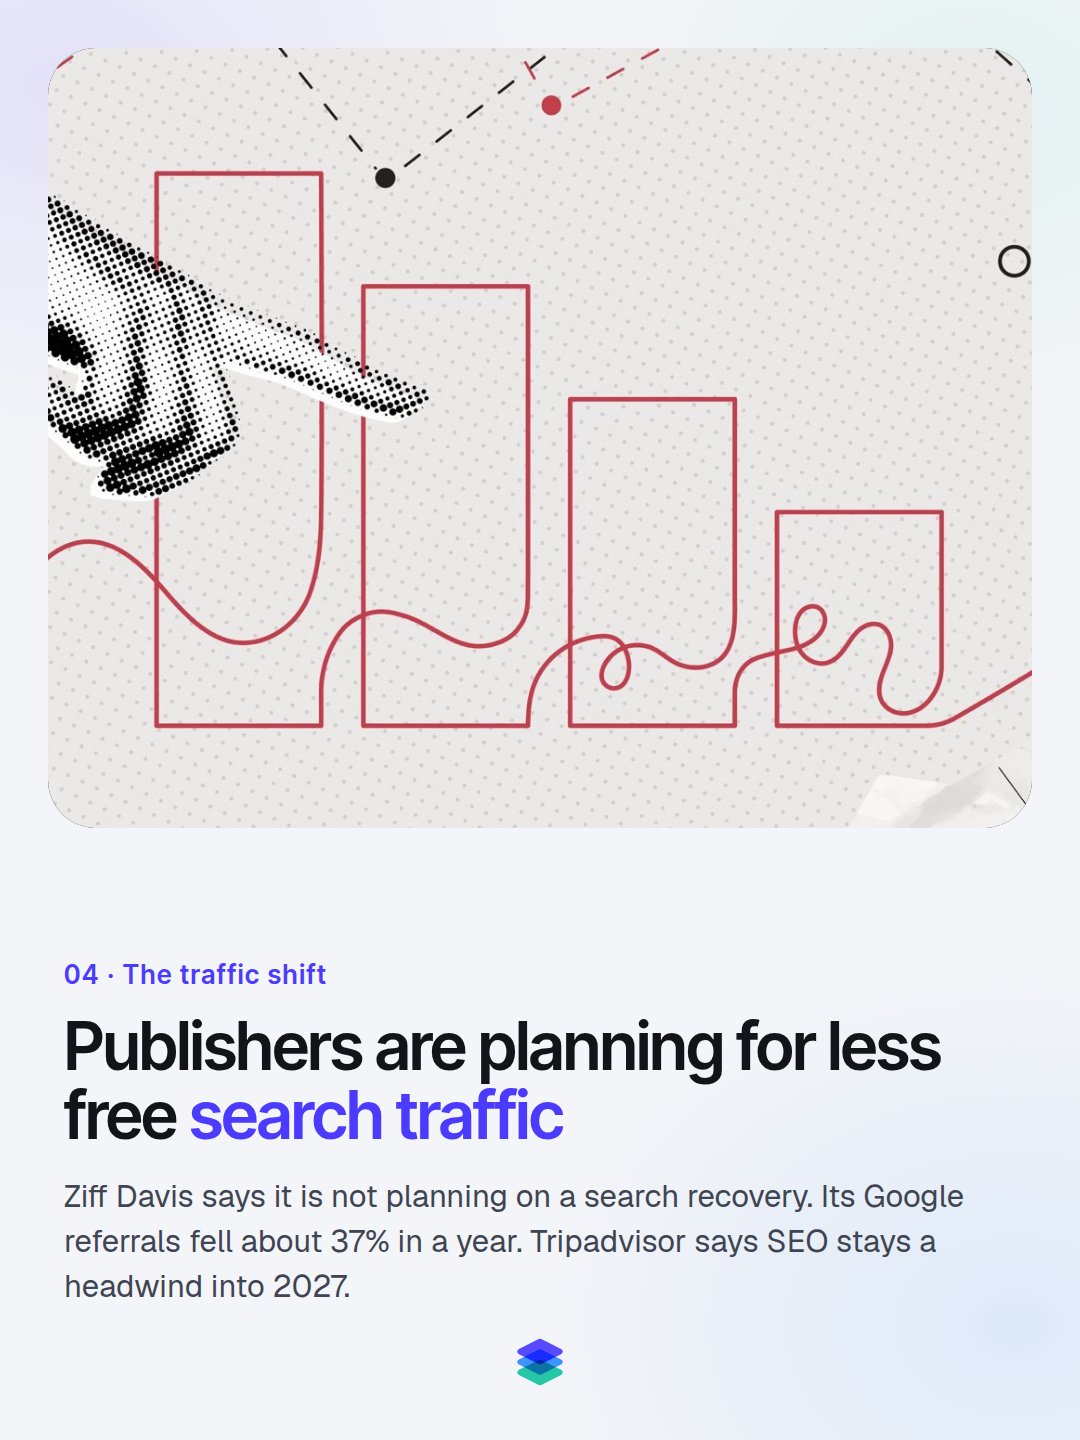 04 · The traffic shift
Publishers are planning for less
free search traffic
Ziff Davis says it is not planning on a search recovery. Its Google
referrals fell about 37% in a year. Tripadvisor says SEO stays a
headwind into 2027.